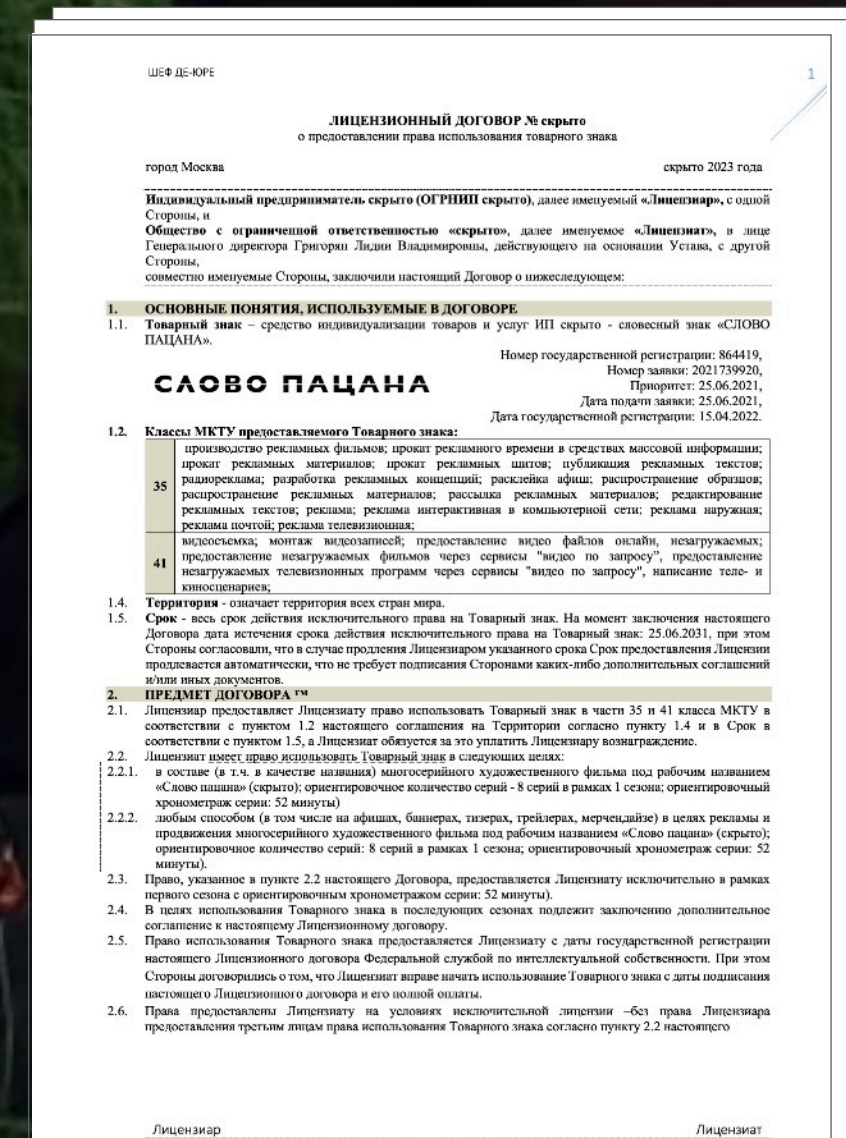 ШЕФ ДЕ-ЮРЕ
1
ЛИЦЕНЗИОННЫЙ ДОГОВОР № скрыто
о предоставлении права использования товарного знака
город Москва скрыто 2023 года
Индивидуальный предприниматель скрыто (ОГРНИП скрыто), далее именуемый «Лицензиар», с одной
Стороны, и
Общество с ограниченной ответственностью «скрыто», далее именуемое «Лицензиат», в лице
Генерального директора Григорян Лидии Владимировны, действующего на основании Устава, с другой
Стороны,
совместно именуемые Стороны, заключили настоящий Договор о нижеследующем:
1. ОСНОВНЫЕ ПОНЯТИЯ, ИСПОЛЬЗУЕМЫЕ В ДОГОВОРЕ
1.1. Товарный знак – средство индивидуализации товаров и услуг ИП скрыто - словесный знак «СЛОВО
ПАЦАНА».
СЛОВО ПАЦАНА
Номер государственной регистрации: 864419,
Номер заявки: 2021739920,
Приоритет: 25.06.2021,
Дата подачи заявки: 25.06.2021,
Дата государственной регистрации: 15.04.2022.
1.2. Классы МКТУ предоставляемого Товарного знака:
35 производство рекламных фильмов; прокат рекламного времени в средствах массовой информации;
прокат рекламных материалов; прокат рекламных щитов; публикация рекламных текстов;
радиореклама; разработка рекламных концепций; расклейка афиш; распространение образцов;
распространение рекламных материалов; рассылка рекламных материалов; редактирование
рекламных текстов; реклама; реклама интерактивная в компьютерной сети; реклама наружная;
реклама почтой; реклама телевизионная;
41 видеосъемка; монтаж видеозаписей; предоставление видео файлов онлайн, незагружаемых;
предоставление незагружаемых фильмов через сервисы "видео по запросу", предоставление
незагружаемых телевизионных программ через сервисы "видео по запросу", написание теле- и
киносценариев;
1.4. Территория - означает территория всех стран мира.
1.5. Срок - весь срок действия исключительного права на Товарный знак. На момент заключения настоящего
Договора дата истечения срока действия исключительного права на Товарный знак: 25.06.2031, при этом
Стороны согласовали, что в случае продления Лицензиаром указанного срока Срок предоставления Лицензии
продлевается автоматически, что не требует подписания Сторонами каких-либо дополнительных соглашений
и/или иных документов.
2. ПРЕДМЕТ ДОГОВОРА ™
2.1. Лицензиар предоставляет Лицензиату право использовать Товарный знак в части 35 и 41 класса МКТУ в
соответствии с пунктом 1.2 настоящего соглашения на Территории согласно пункту 1.4 и в Срок в
соответствии с пунктом 1.5, а Лицензиат обязуется за это уплатить Лицензиару вознаграждение.
2.2. Лицензиат имеет право использовать Товарный знак в следующих целях:
2.2.1. в составе (в т.ч. в качестве названия) многосерийного художественного фильма под рабочим названием
«Слово пацана» (скрыто); ориентировочное количество серий - 8 серий в рамках 1 сезона; ориентировочный
хронометраж серии: 52 минуты)
2.2.2. любым способом (в том числе на афишах, баннерах, тизерах, трейлерах, мерчендайзе) в целях рекламы и
продвижения многосерийного художественного фильма под рабочим названием «Слово пацана» (скрыто);
ориентировочное количество серий: 8 серий в рамках 1 сезона; ориентировочный хронометраж серии: 52
минуты).
2.3. Право, указанное в пункте 2.2 настоящего Договора, предоставляется Лицензиату исключительно в рамках
первого сезона с ориентировочным хронометражом серии: 52 минуты).
2.4. В целях использования Товарного знака в последующих сезонах подлежит заключению дополнительное
соглашение к настоящему Лицензионному договору.
2.5. Право использования Товарного знака предоставляется Лицензиату с даты государственной регистрации
настоящего Лицензионного договора Федеральной службой по интеллектуальной собственности. При этом
Стороны договорились о том, что Лицензиат вправе начать использование Товарного знака с даты подписания
настоящего Лицензионного договора и его полной оплаты.
2.6. Права предоставлены Лицензиату на условиях исключительной лицензии –без права Лицензиара
предоставления третьим лицам права использования Товарного знака согласно пункту 2.2 настоящего
Лицензиар Лицензиат